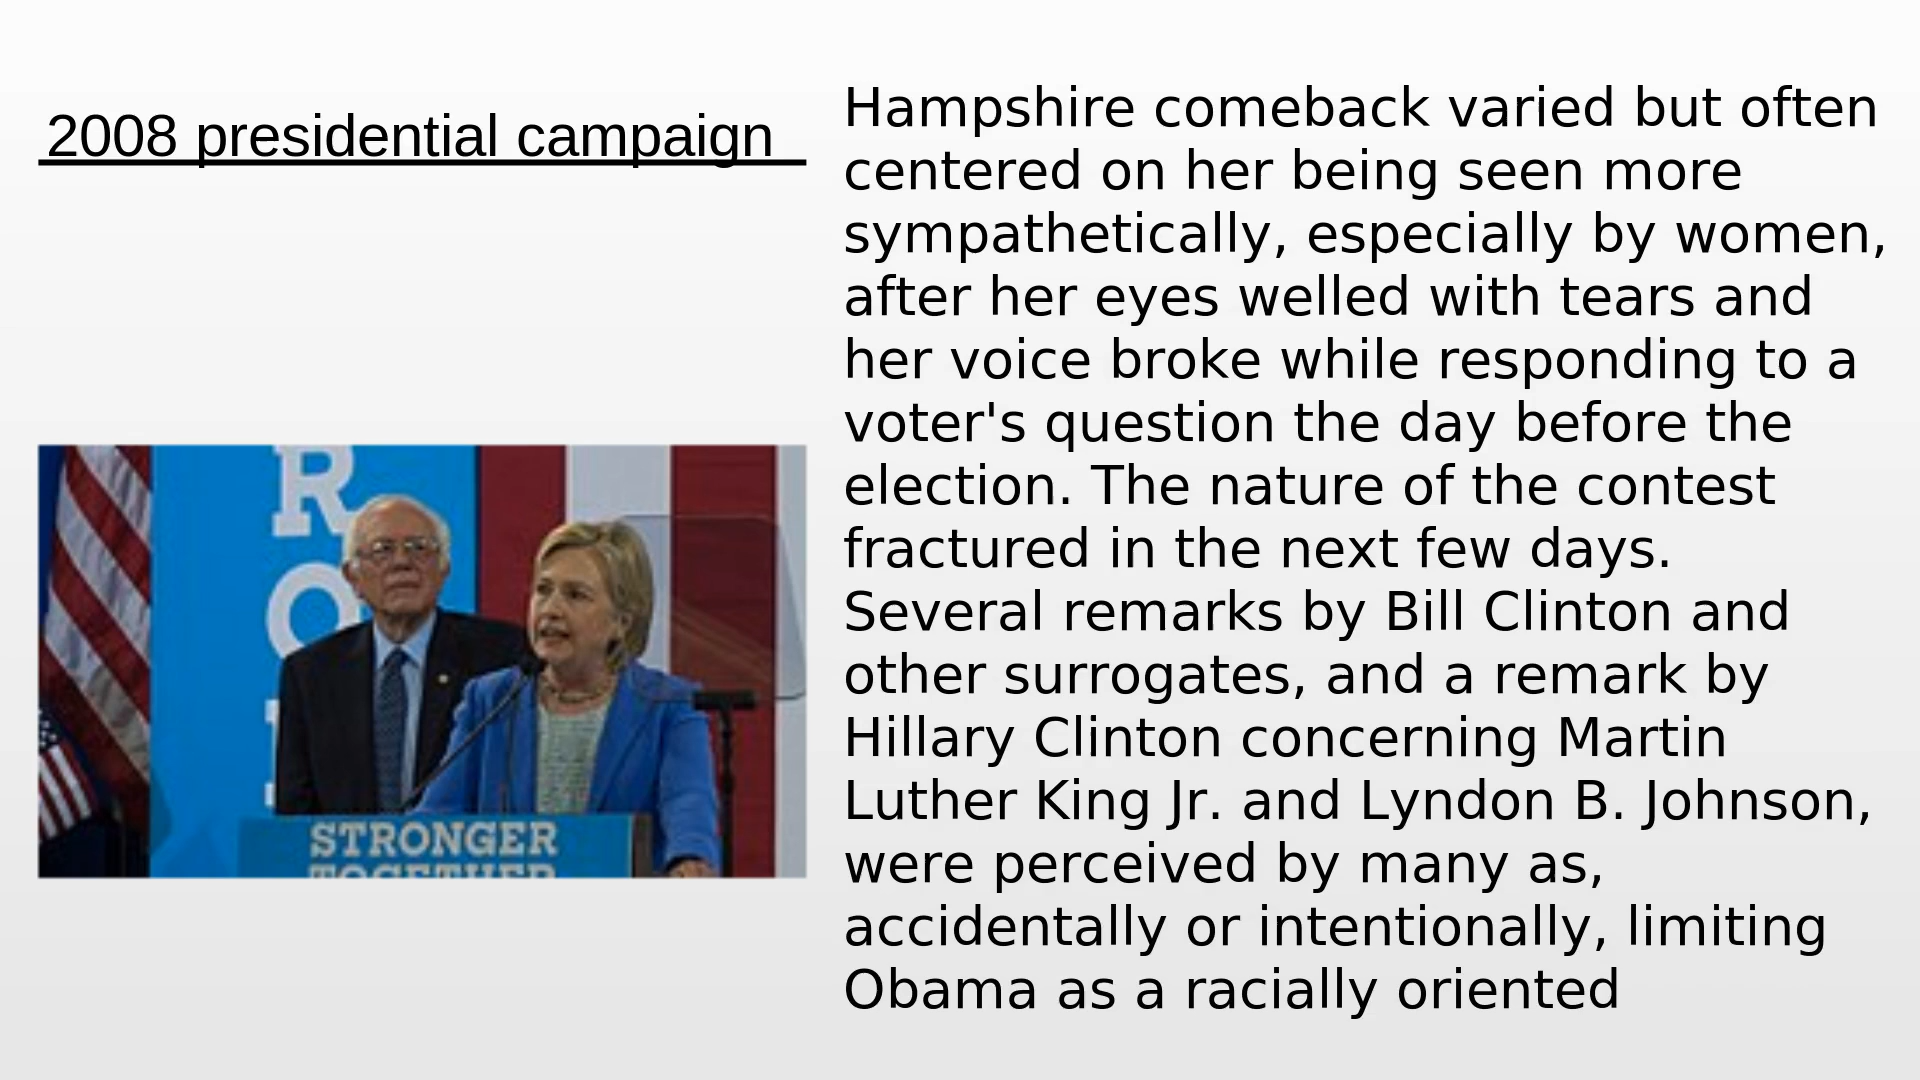 2008 presidential campaign
R
O
STRONGER
TOGETHER
Hampshire comeback varied but often
centered on her being seen more
sympathetically, especially by women,
after her eyes welled with tears and
her voice broke while responding to a
voter's question the day before the
election. The nature of the contest
fractured in the next few days.
Several remarks by Bill Clinton and
other surrogates, and a remark by
Hillary Clinton concerning Martin
Luther King Jr. and Lyndon B. Johnson,
were perceived by many as,
accidentally or intentionally, limiting
Obama as a racially oriented